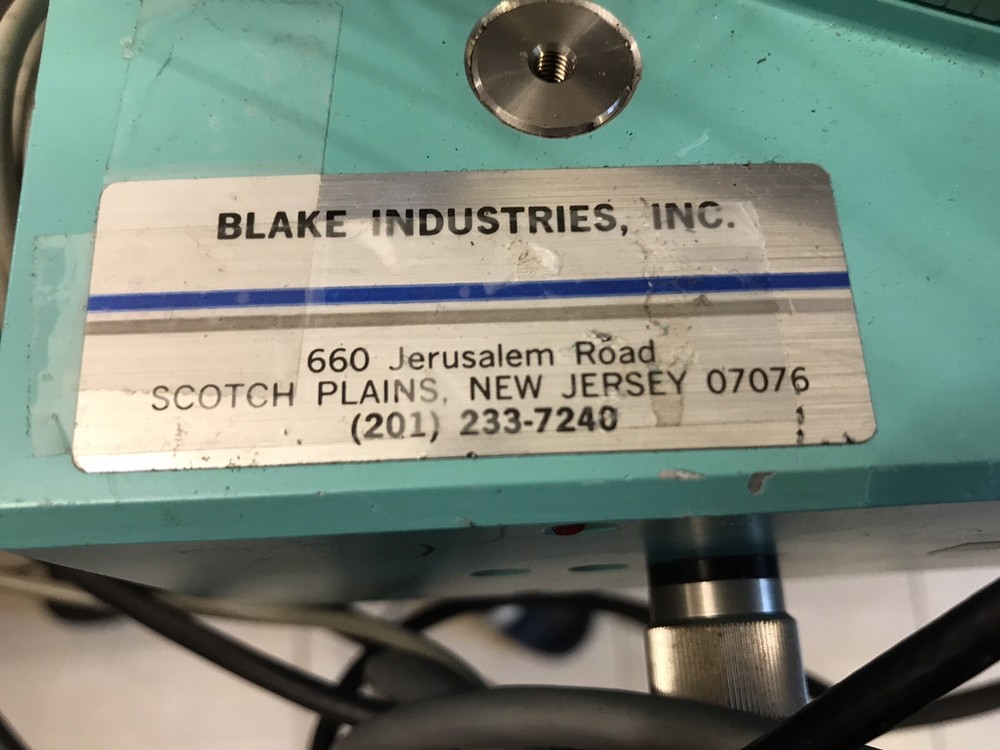 BLAKE INDUSTRIES, INC.
660 Jerusalem Road
SCOTCH PLAINS, NEW JERSEY 07076
(201) 233-7240